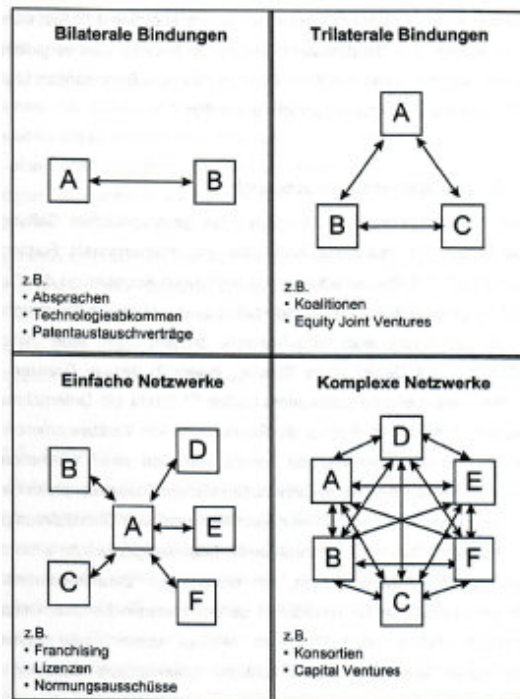 Bilaterale Bindungen
A
B
z.B.
• Absprachen
• Technologieabkommen
• Patentaustauschverträge
Trilaterale Bindungen
A
B
C
z.B.
• Koalitionen
• Equity Joint Ventures
Einfache Netzwerke
D
B
A
E
C
F
z.B.
• Franchising
• Lizenzen
• Normungsausschüsse
Komplexe Netzwerke
D
A
E
B
F
C
z.B.
• Konsortien
• Capital Ventures